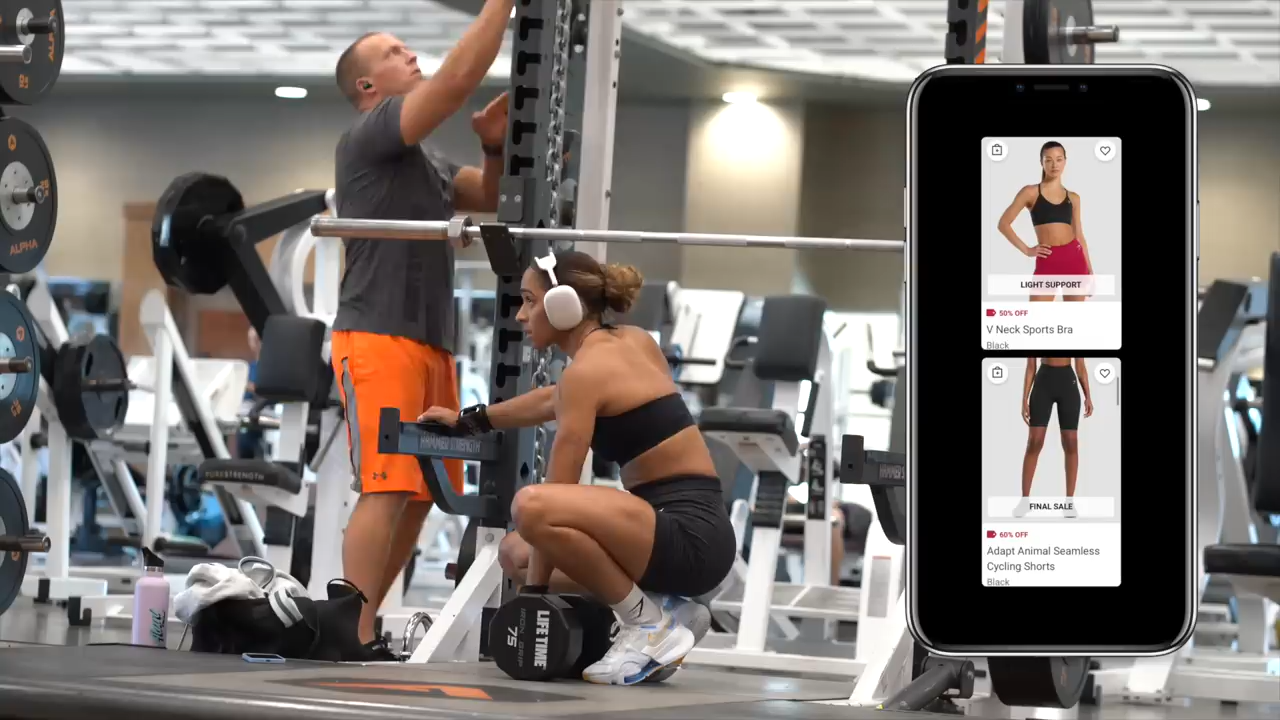 ALPHA
HAMMER STRENGTH
PURESTRENGTH
LIFE TIME
75
LIGHT SUPPORT
50% OFF
V Neck Sports Bra
Black
FINAL SALE
60% OFF
Adapt Animal Seamless
Cycling Shorts
Black